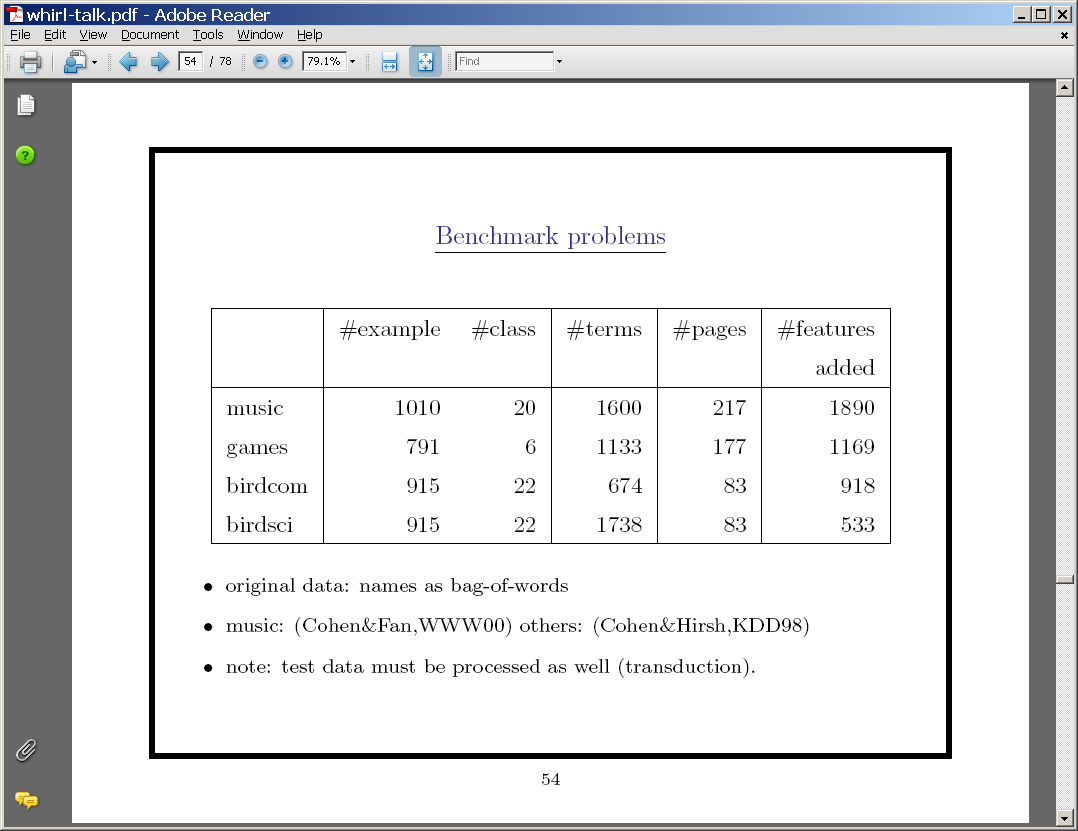 whirl-talk.pdf - Adobe Reader
File Edit View Document Tools Window Help
54 / 78 79.1% Find
Benchmark problems
#example #class #terms #pages #features
added
music 1010 20 1600 217 1890
games 791 6 1133 177 1169
birdcom 915 22 674 83 918
birdsci 915 22 1738 83 533
• original data: names as bag-of-words
• music: (Cohen&Fan,WWW00) others: (Cohen&Hirsh,KDD98)
• note: test data must be processed as well (transduction).
54